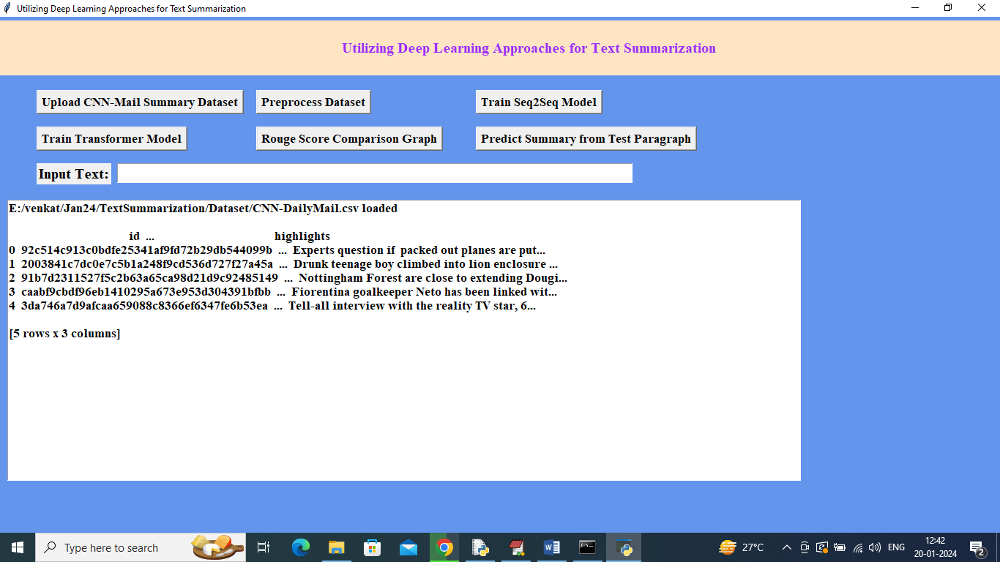 Utilizing Deep Learning Approaches for Text Summarization
Utilizing Deep Learning Approaches for Text Summarization
Upload CNN-Mail Summary Dataset Preprocess Dataset Train Seq2Seq Model
Train Transformer Model Rouge Score Comparison Graph Predict Summary from Test Paragraph
Input Text:
E:/venkat/Jan24/TextSummarization/Dataset/CNN-DailyMail.csv loaded
id ... highlights
0 92c514c913c0bdfe25341af9fd72b29db544099b ... Experts question if packed out planes are put...
1 2003841c7dc0e7c5b1a248f9cd536d727f27a45a ... Drunk teenage boy climbed into lion enclosure ...
2 91b7d2311527f5c2b63a65ca98d21d9c92485149 ... Nottingham Forest are close to extending Dougi...
3 caabf9cbdf96eb1410295a673e953d304391bfbb ... Fiorentina goalkeeper Neto has been linked wit...
4 3da746a7d9afcaa659088c8366ef6347fe6b53ea ... Tell-all interview with the reality TV star, 6...
[5 rows x 3 columns]
Type here to search 27°C ENG 12:42
20-01-2024 2